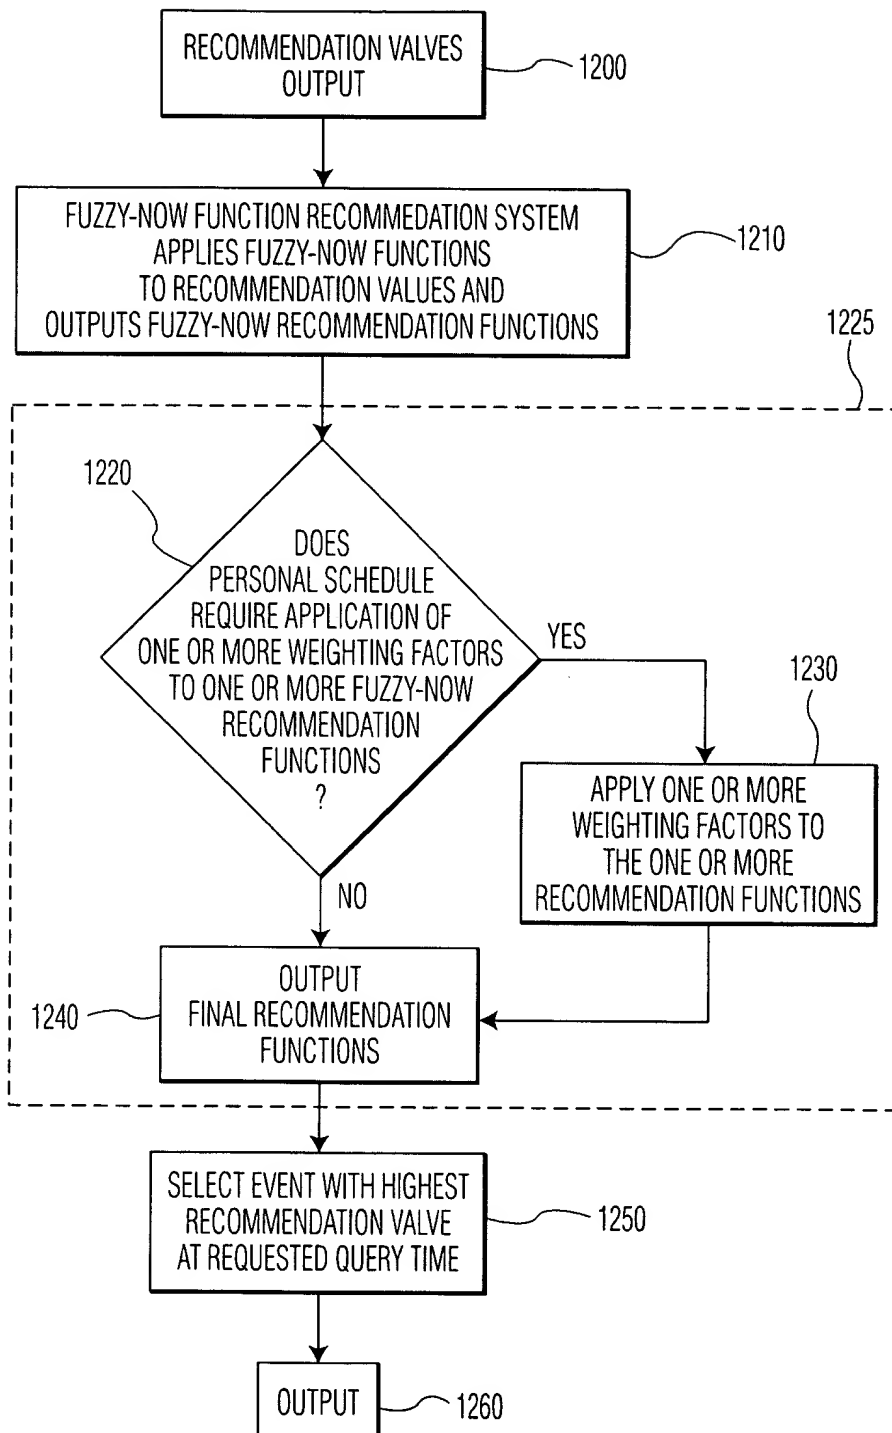 RECOMMENDATION VALVES
OUTPUT
1200
FUZZY-NOW FUNCTION RECOMMEDATION SYSTEM
APPLIES FUZZY-NOW FUNCTIONS
TO RECOMMENDATION VALUES AND
OUTPUTS FUZZY-NOW RECOMMENDATION FUNCTIONS
1210
1225
1220
DOES
PERSONAL SCHEDULE
REQUIRE APPLICATION OF
ONE OR MORE WEIGHTING FACTORS
TO ONE OR MORE FUZZY-NOW
RECOMMENDATION
FUNCTIONS
?
YES
1230
APPLY ONE OR MORE
WEIGHTING FACTORS TO
THE ONE OR MORE
RECOMMENDATION FUNCTIONS
NO
OUTPUT
FINAL RECOMMENDATION
FUNCTIONS
1240
SELECT EVENT WITH HIGHEST
RECOMMENDATION VALVE
AT REQUESTED QUERY TIME
1250
OUTPUT
1260